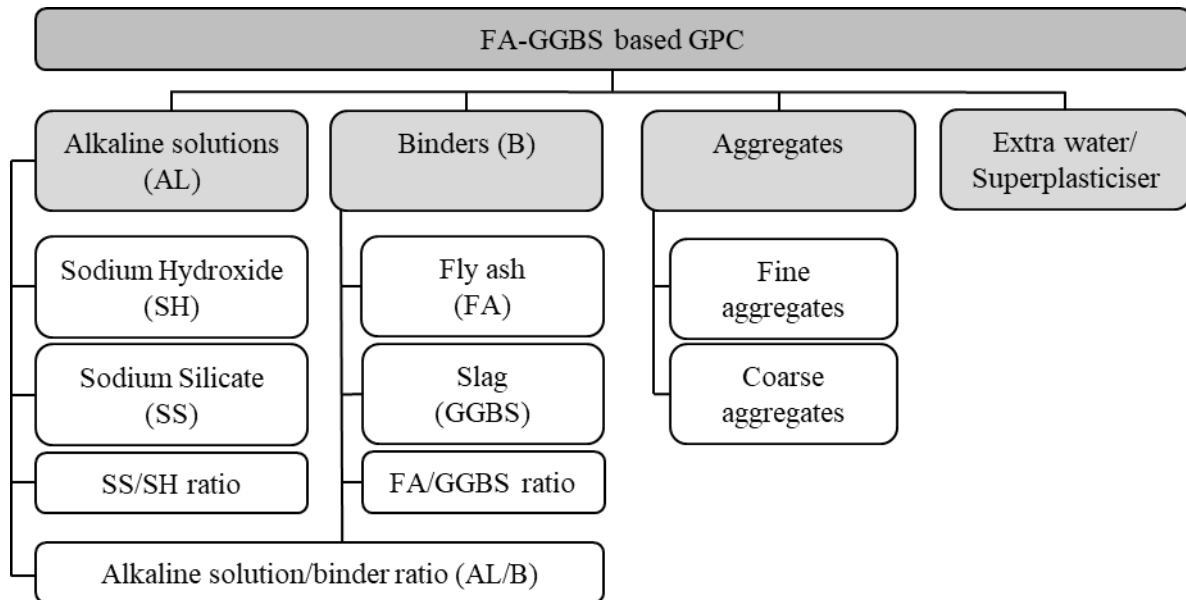 FA-GGBS based GPC
Alkaline solutions
(AL)
Binders (B)
Aggregates
Extra water/
Superplasticiser
Sodium Hydroxide
(SH)
Fly ash
(FA)
Fine
aggregates
Sodium Silicate
(SS)
Slag
(GGBS)
Coarse
aggregates
SS/SH ratio
FA/GGBS ratio
Alkaline solution/binder ratio (AL/B)